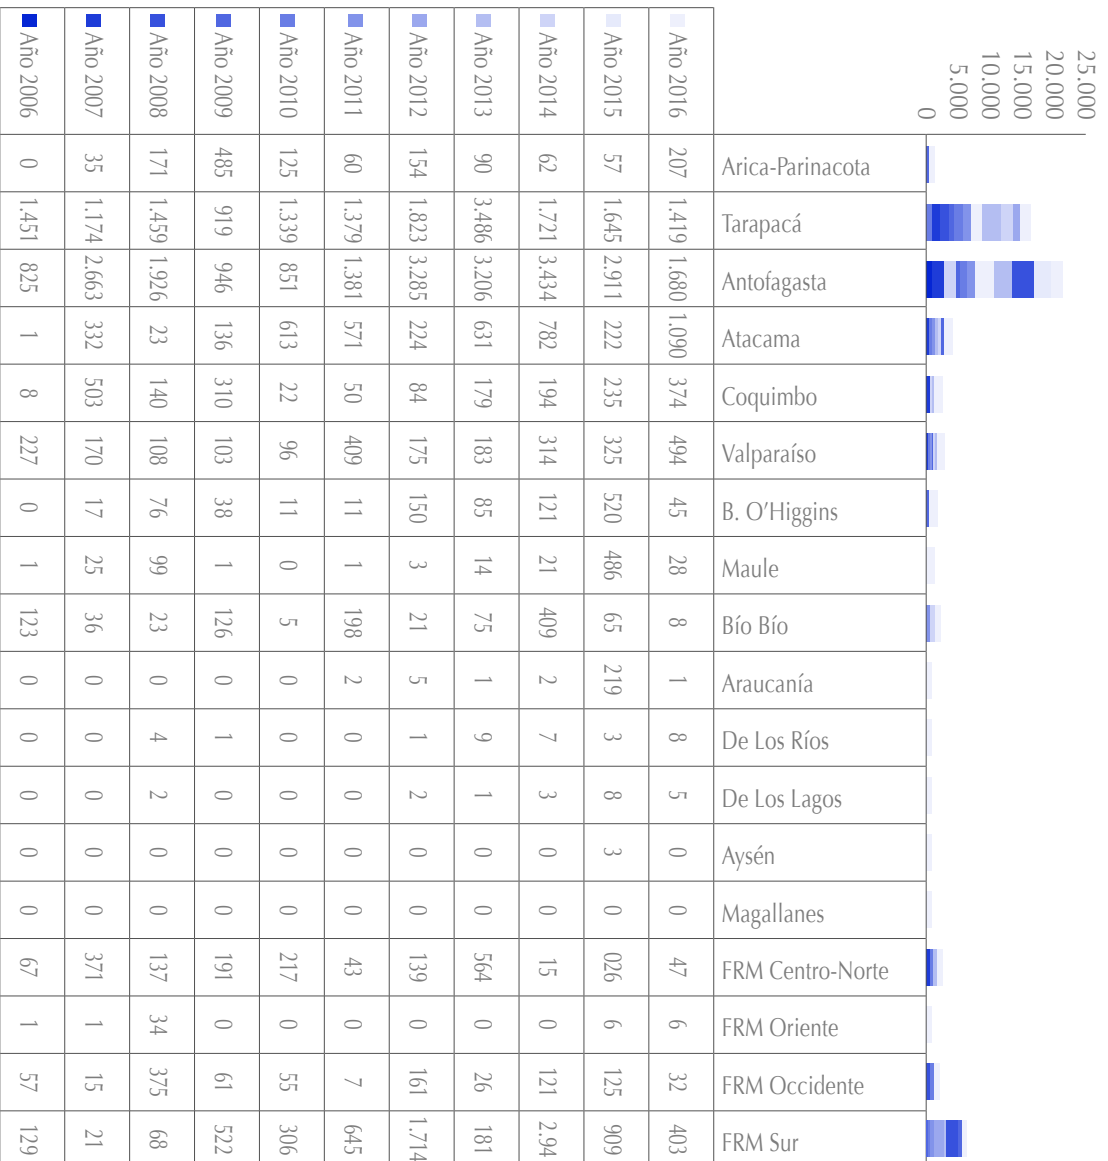 25.000
20.000
15.000
10.000
5.000
0
Arica-Parinacota
Tarapacá
Antofagasta
Atacama
Coquimbo
Valparaíso
B. O'Higgins
Maule
Bío Bío
Araucanía
De Los Ríos
De Los Lagos
Aysén
Magallanes
FRM Centro-Norte
FRM Oriente
FRM Occidente
FRM Sur
Año 2016 207 1.419 1.680 1.090 374 494 45 28 8 1 8 5 0 0 47 6 32 403
Año 2015 57 1.645 2.911 222 235 325 520 486 65 219 3 8 3 0 026 6 125 909
Año 2014 62 1.721 3.434 782 194 314 121 21 409 2 7 3 0 0 15 0 121 2.94
Año 2013 90 3.486 3.206 631 179 183 85 14 75 1 9 1 0 0 564 0 26 181
Año 2012 154 1.823 3.285 224 84 175 150 3 21 5 1 2 0 0 139 0 161 1.714
Año 2011 60 1.379 1.381 571 50 409 11 1 198 2 0 0 0 0 43 0 7 645
Año 2010 125 1.339 851 613 22 96 11 0 5 0 0 0 0 0 217 0 55 306
Año 2009 485 919 946 136 310 103 38 1 126 0 1 0 0 0 191 0 61 522
Año 2008 171 1.459 1.926 23 140 108 76 99 23 0 4 2 0 0 137 34 375 68
Año 2007 35 1.174 2.663 332 503 170 17 25 36 0 0 0 0 0 371 1 15 21
Año 2006 0 1.451 825 1 8 227 0 1 123 0 0 0 0 0 67 1 57 129